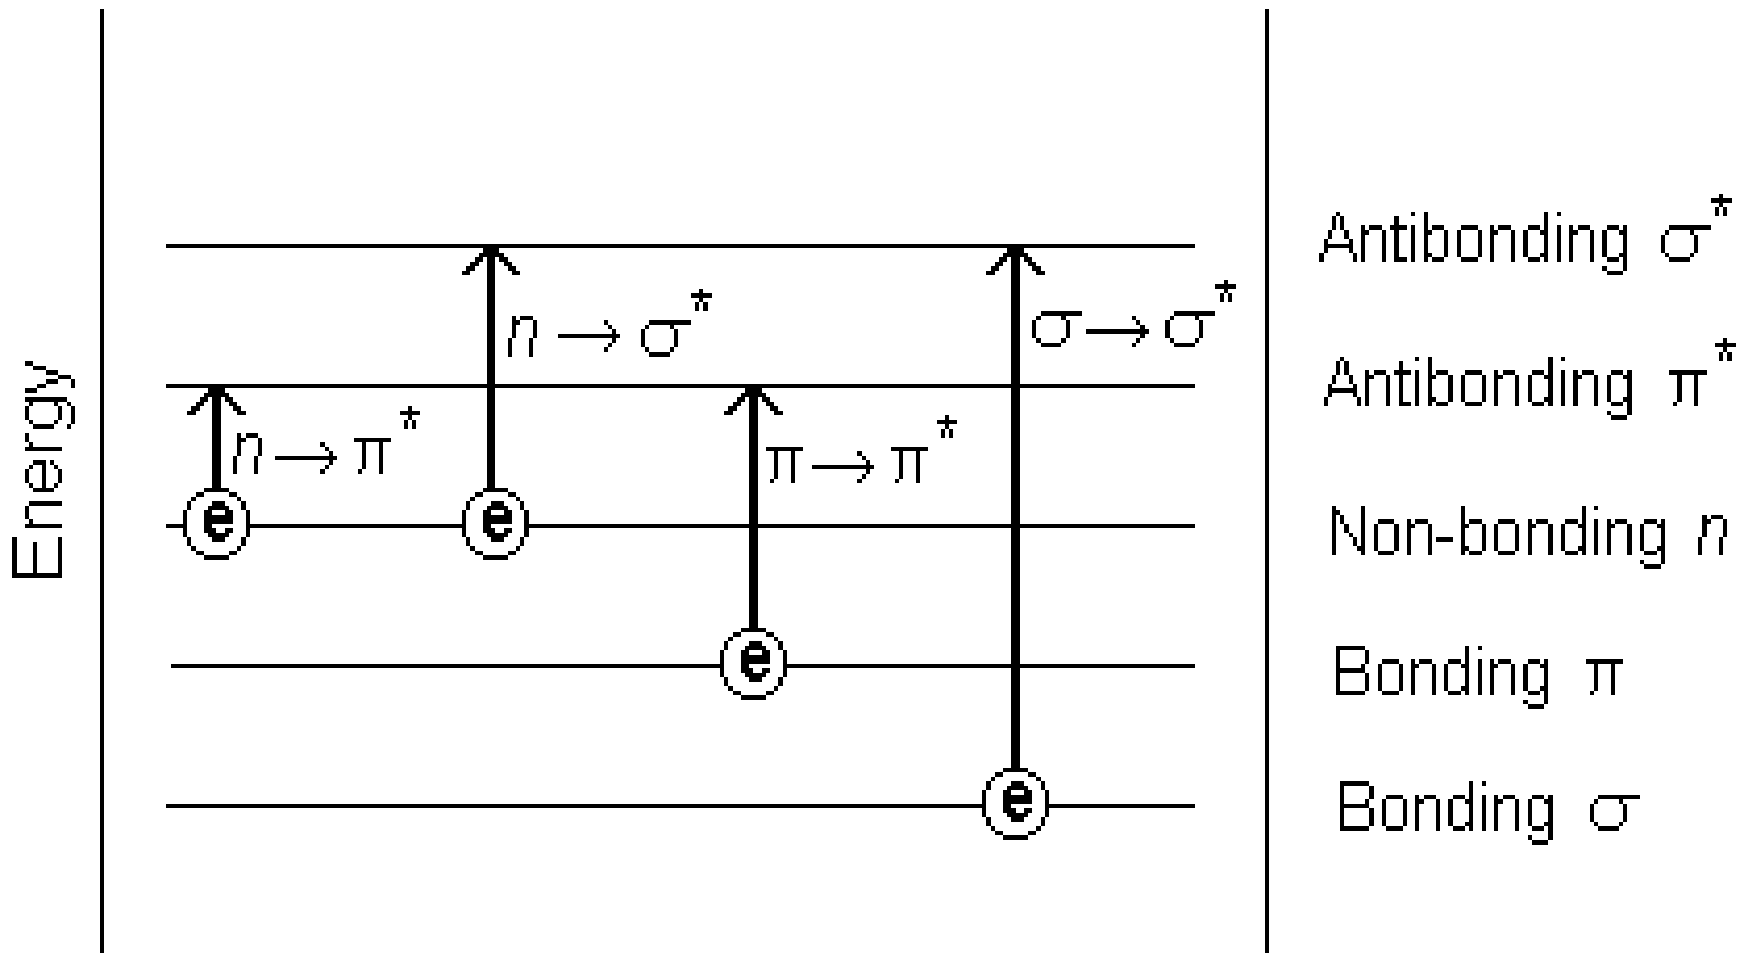 Energy
n → σ*
σ → σ*
n → π*
π → π*
e
e
e
e
Antibonding σ*
Antibonding π*
Non-bonding n
Bonding π
Bonding σ